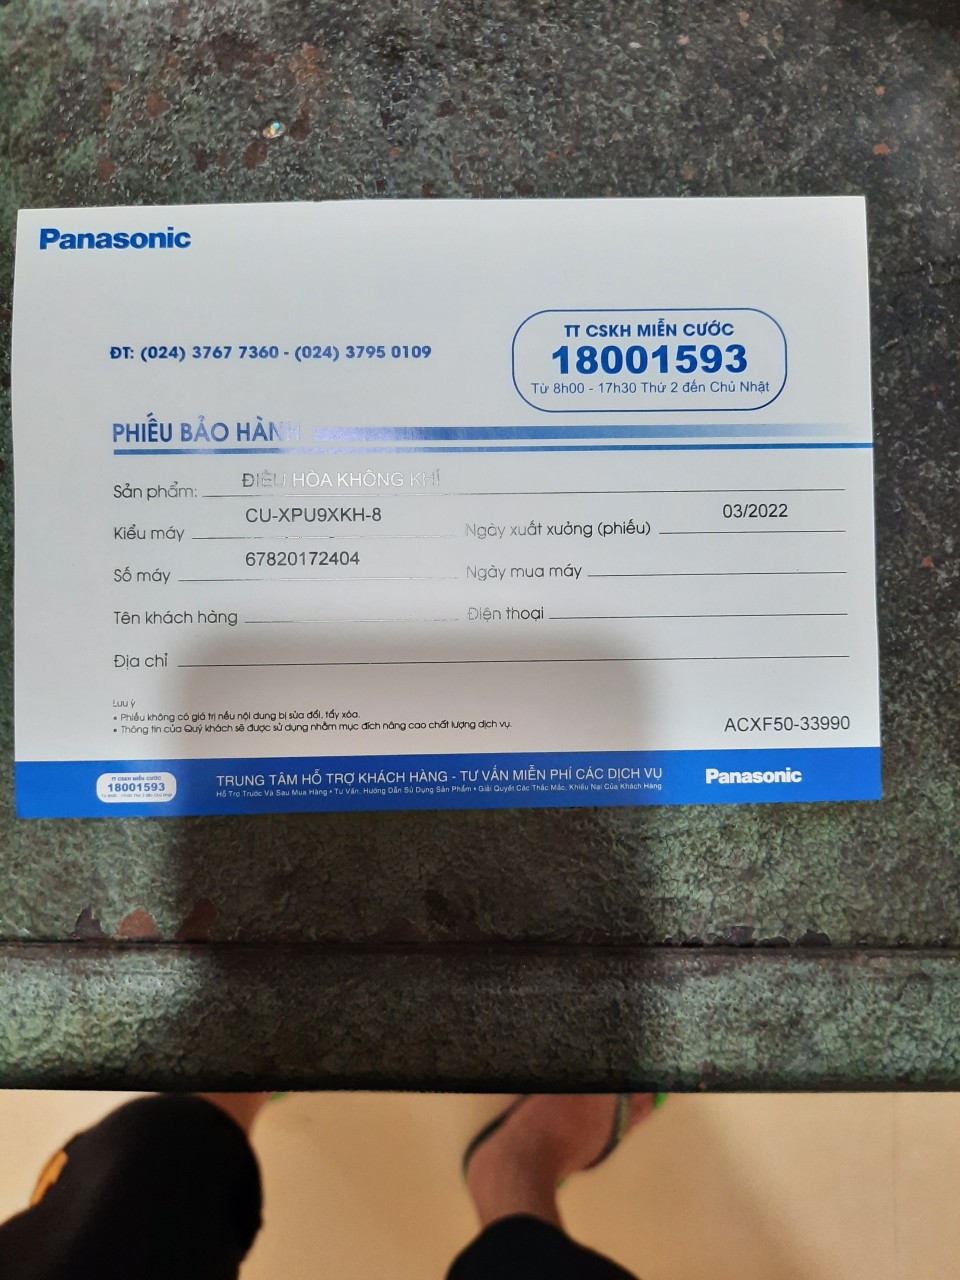 Panasonic
ĐT: (024) 3767 7360 - (024) 3795 0109
TT CSKH MIỄN CƯỚC
18001593
Từ 8h00 - 17h30 Thứ 2 đến Chủ Nhật
PHIẾU BẢO HÀNH
Sản phẩm: ĐIỀU HÒA KHÔNG KHÍ
Kiểu máy CU-XPU9XKH-8 Ngày xuất xưởng (phiếu) 03/2022
Số máy 67820172404 Ngày mua máy
Tên khách hàng Điện thoại
Địa chỉ
Lưu ý
• Phiếu không có giá trị nếu nội dung bị sửa đổi, tẩy xóa.
• Thông tin của Quý khách sẽ được sử dụng nhằm mục đích nâng cao chất lượng dịch vụ.
ACXF50-33990
TT CSKH MIỄN CƯỚC
18001593
TRUNG TÂM HỖ TRỢ KHÁCH HÀNG - TƯ VẤN MIỄN PHÍ CÁC DỊCH VỤ
Hỗ Trợ Trước Và Sau Mua Hàng • Tư Vấn, Hướng Dẫn Sử Dụng Sản Phẩm • Giải Quyết Các Thắc Mắc, Khiếu Nại Của Khách Hàng
Panasonic